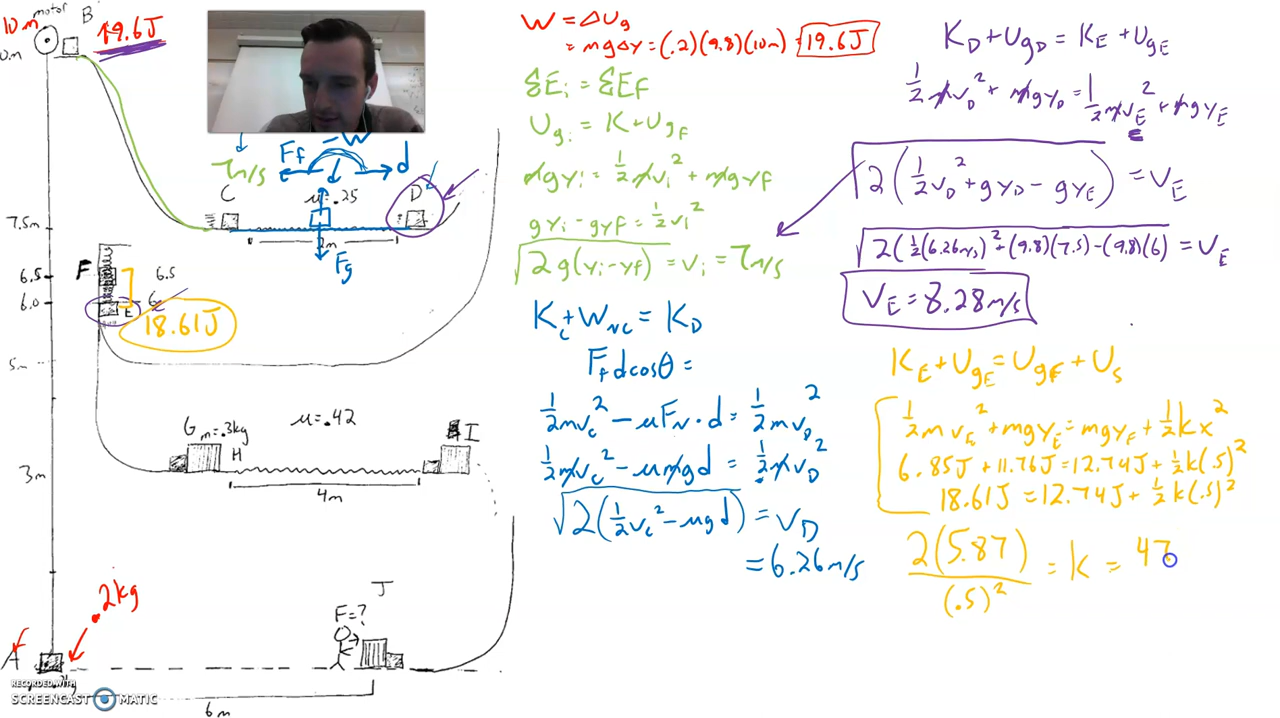 10m motor B 19.6J
0m
7m/s Ff -W d
C μ=.25 D
7.5m
2m
Fg
F
6.5 6.5
6.0
E
18.61J
5m
G m=.3kg μ=.42 I
H
3m
4m
.2kg
J
F=?
A
6m
RECORDED WITH
SCREENCAST MATIC
W = ΔUg
= mgΔy = (.2)(9.8)(10m) = 19.6J
ΣEi = ΣEf
Ugi = K + Ugf
mgyi = ½mvi² + mgyf
gyi - gyf = ½vi²
√2g(yi-yf) = vi = 7m/s
Kc + Wnc = KD
Ff d cosθ =
½mvc² - μFN·d = ½mvD²
½mvc² - μmgd = ½mvD²
√2(½vc² - μgd) = vD
= 6.26m/s
KD + UgD = KE + UgE
½mvD² + mgyD = ½mvE² + mgyE
√2(½vD² + gyD - gyE) = vE
√2(½(6.26m/s)² + (9.8)(7.5) - (9.8)(6) = vE
vE = 8.28m/s
KE + UgE = UgF + Us
½mvE² + mgyE = mgyF + ½kx²
6.85J + 11.76J = 12.74J + ½k(.5)²
18.61J = 12.74J + ½k(.5)²
2(5.87)/(.5)² = k = 47